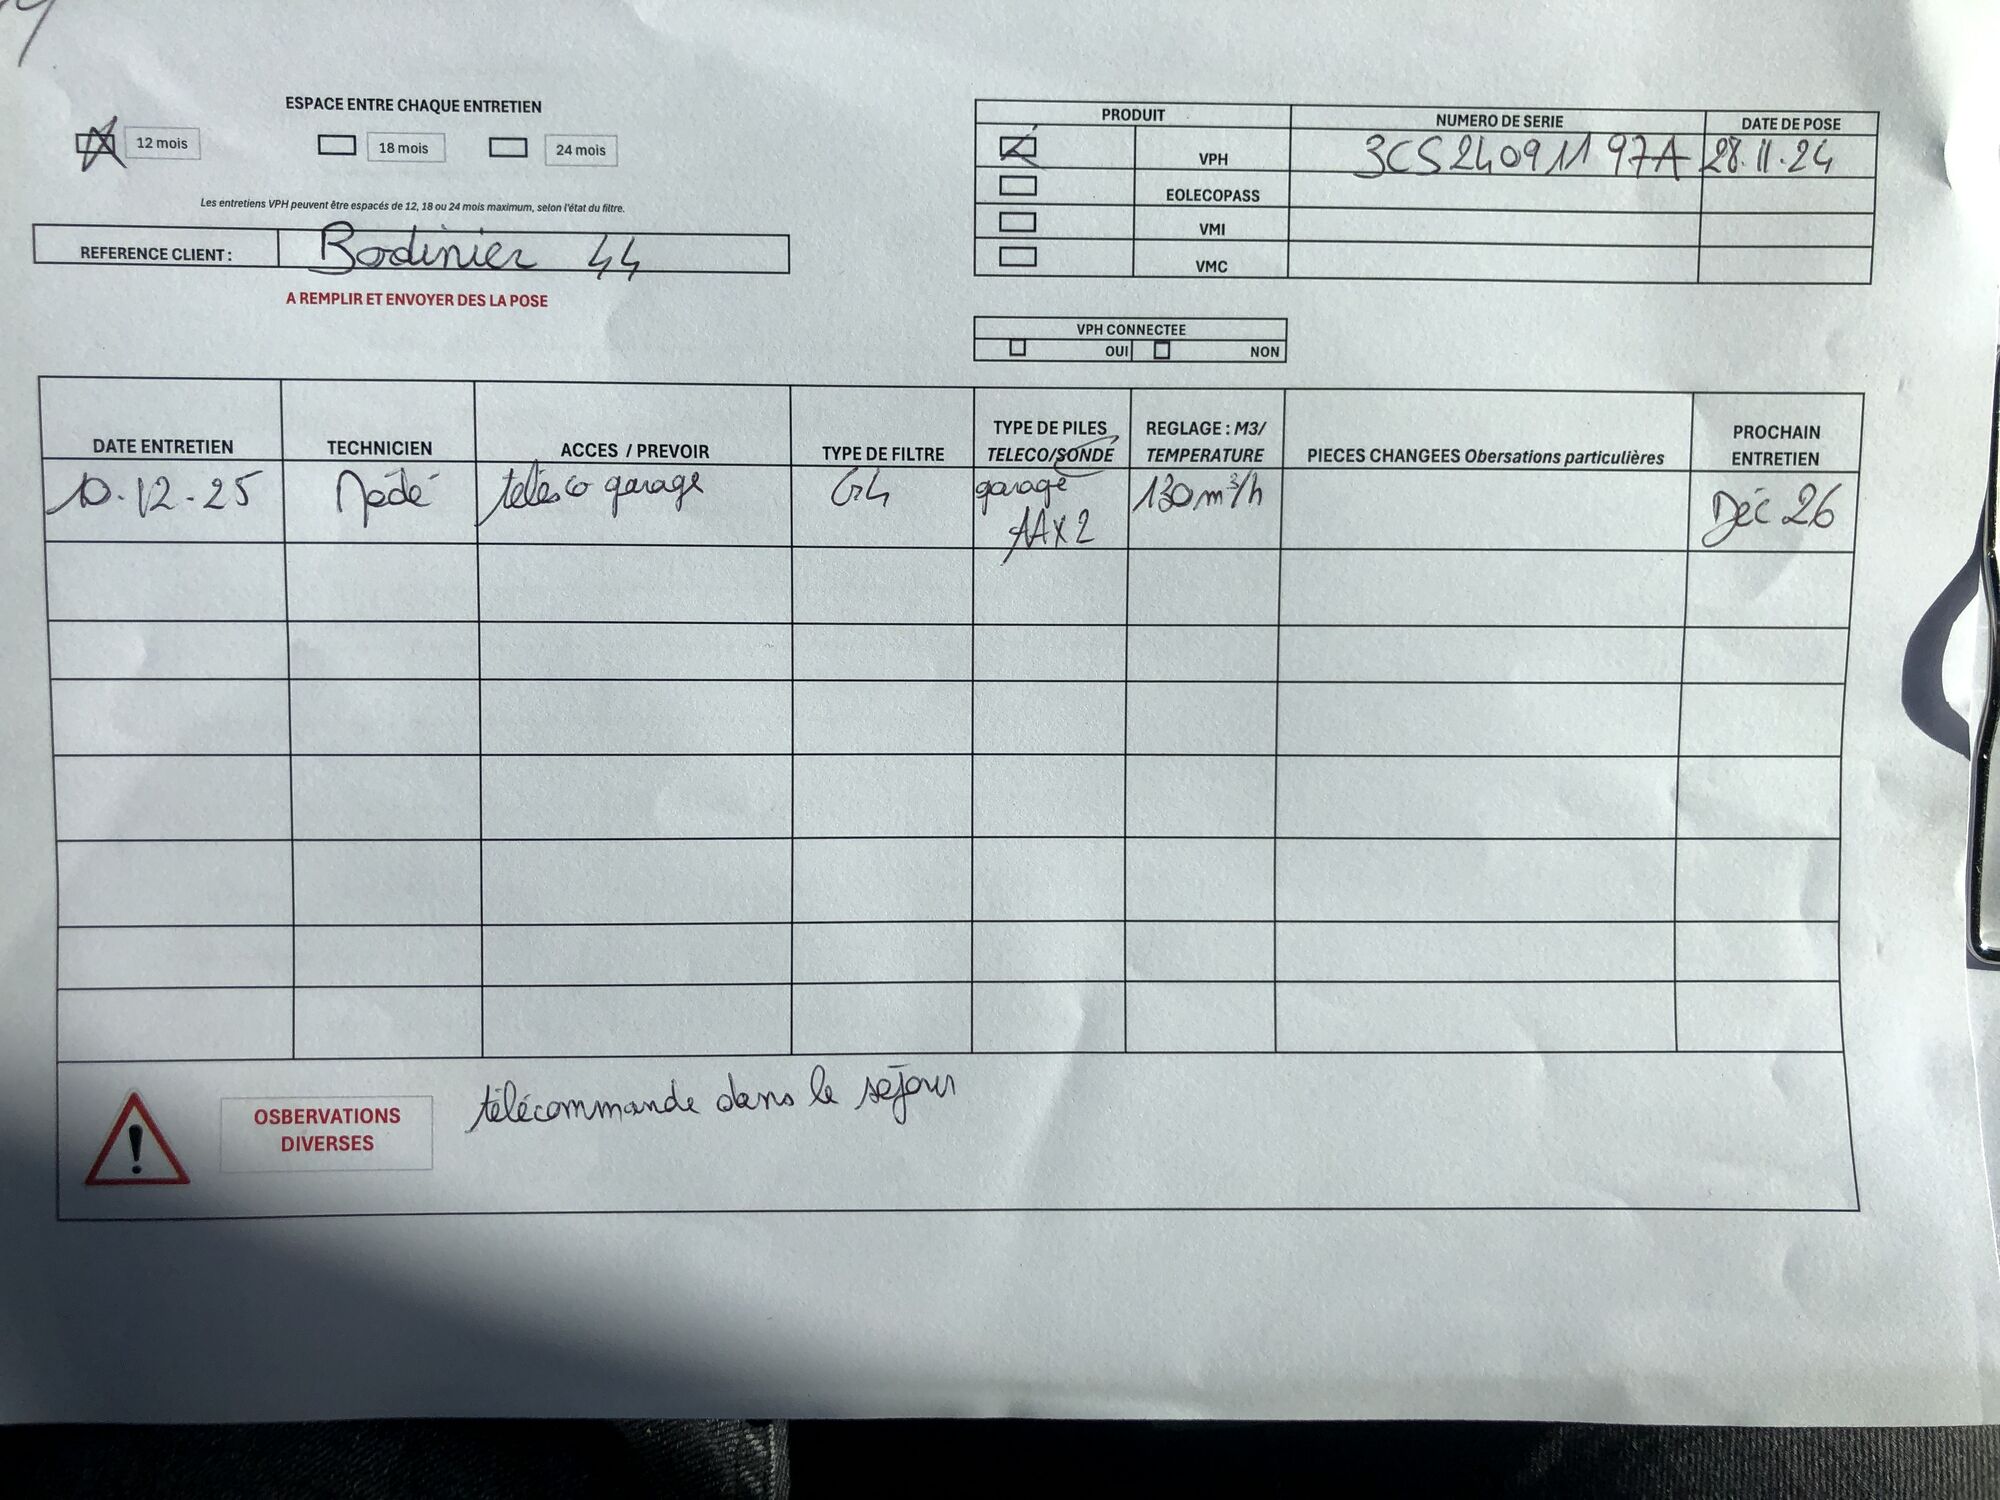 ESPACE ENTRE CHAQUE ENTRETIEN
12 mois 18 mois 24 mois
Les entretiens VPH peuvent être espacés de 12, 18 ou 24 mois maximum, selon l'état du filtre.
REFERENCE CLIENT : Bodinier 44
A REMPLIR ET ENVOYER DES LA POSE
PRODUIT NUMERO DE SERIE DATE DE POSE
VPH 3CS24091197A 28.11.24
EOLECOPASS
VMI
VMC
VPH CONNECTEE
OUI NON
DATE ENTRETIEN TECHNICIEN ACCES / PREVOIR TYPE DE FILTRE TYPE DE PILES TELECO/SONDE REGLAGE : M3/ TEMPERATURE PIECES CHANGEES Obersations particulières PROCHAIN ENTRETIEN
10.12.25 télesco garage G4 garage AAX2 130m³/h Déc 26
OSBERVATIONS
DIVERSES
télécommande dans le séjour